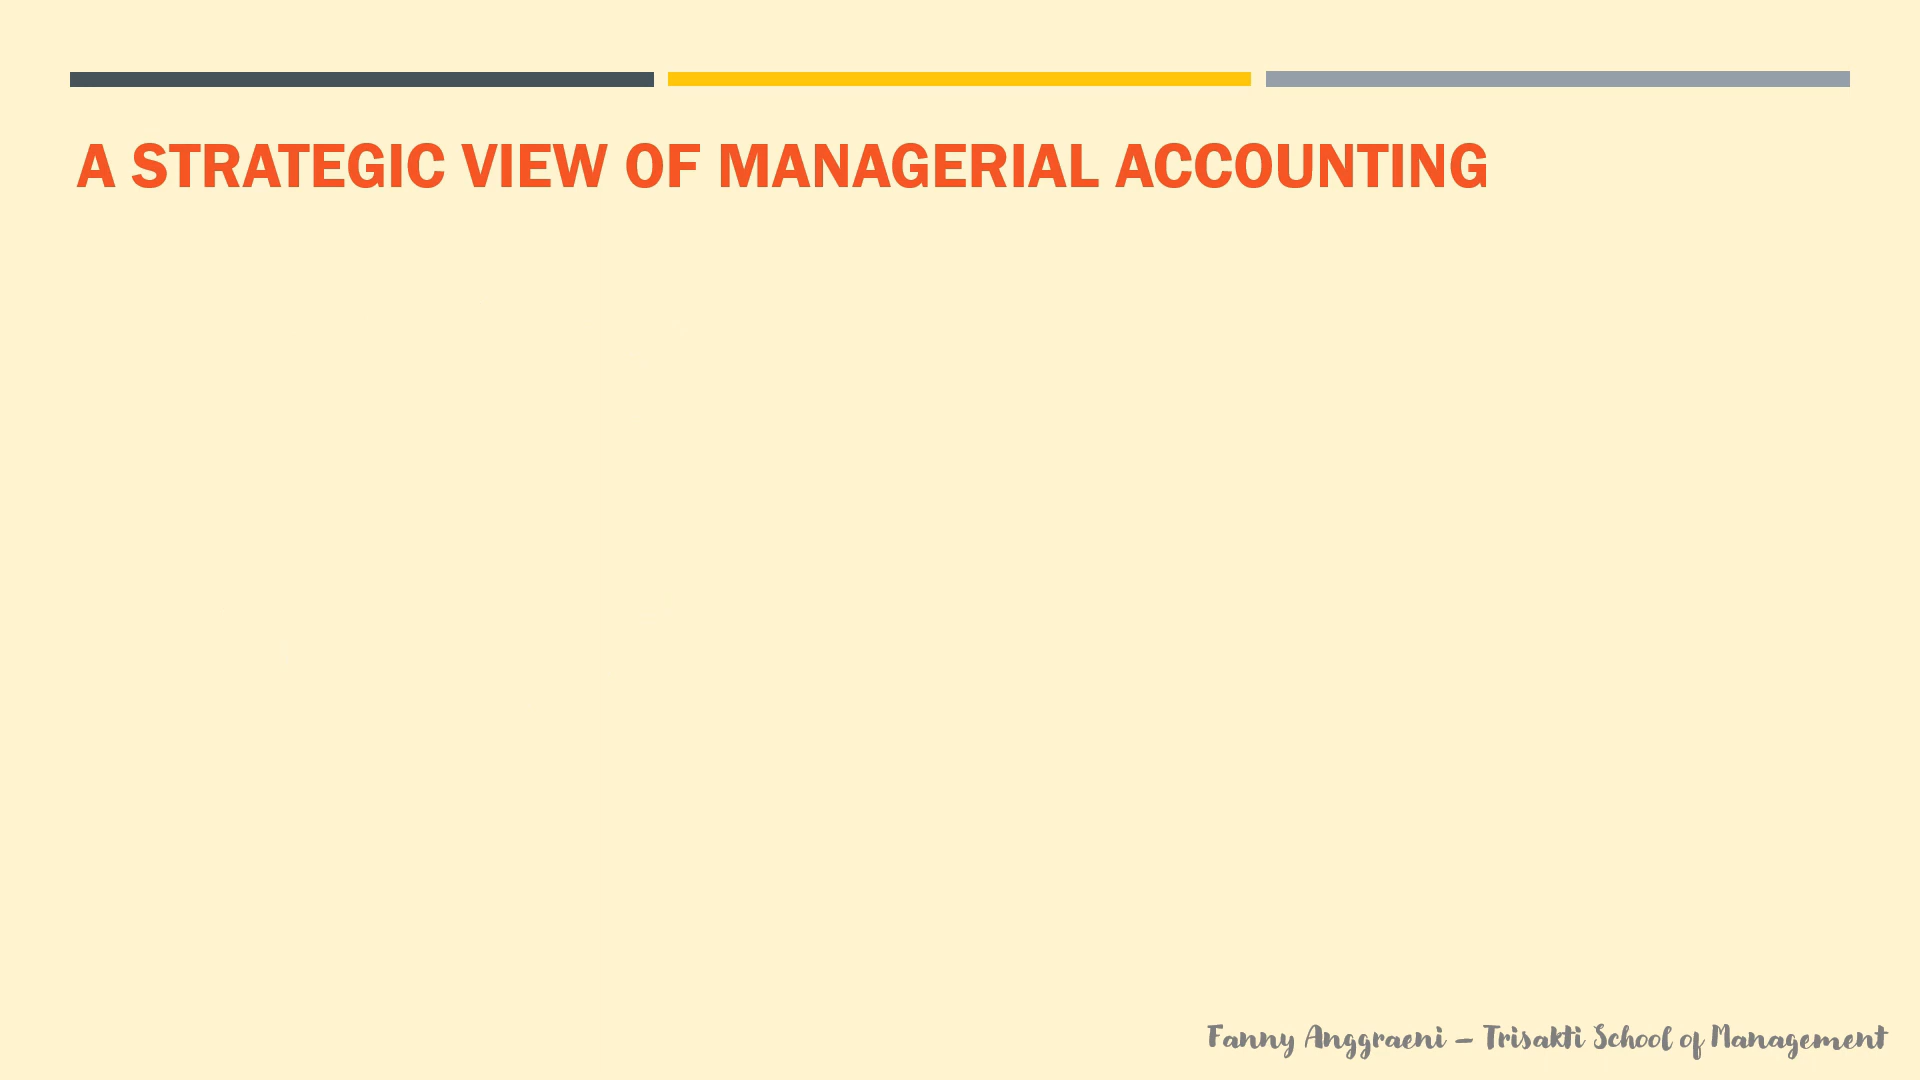 A STRATEGIC VIEW OF MANAGERIAL ACCOUNTING
Fanny Anggraeni – Trisakti School of Management